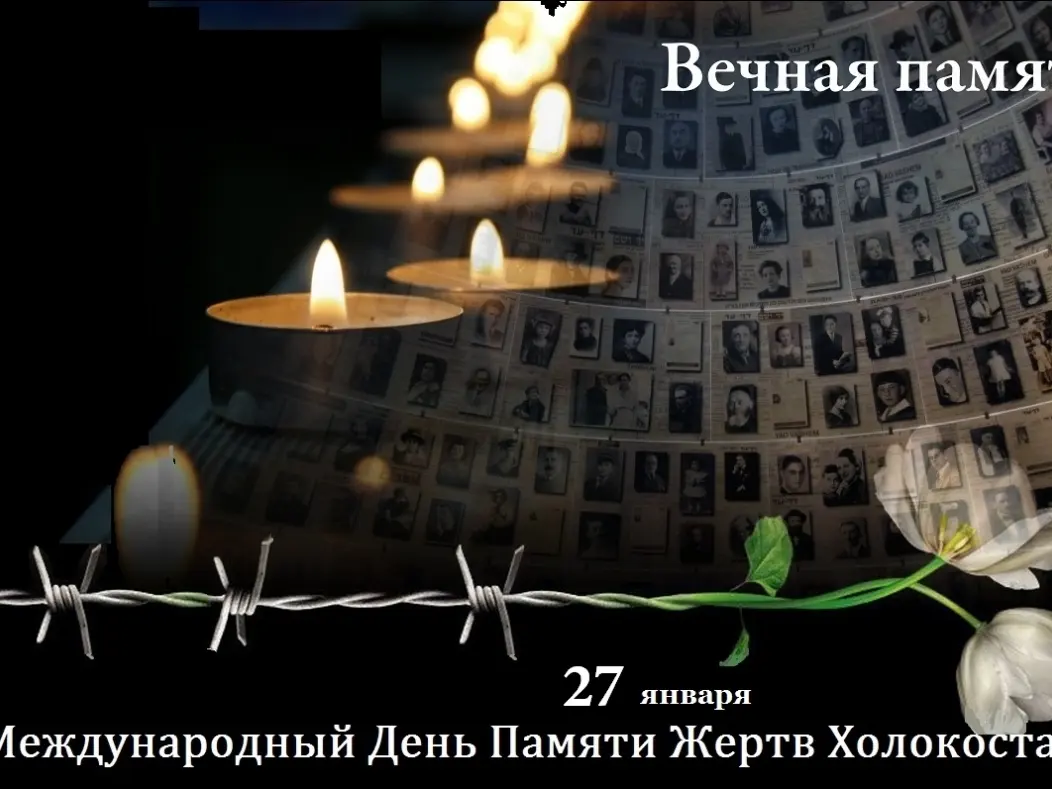 Вечная памят
27 января
Международный День Памяти Жертв Холокоста